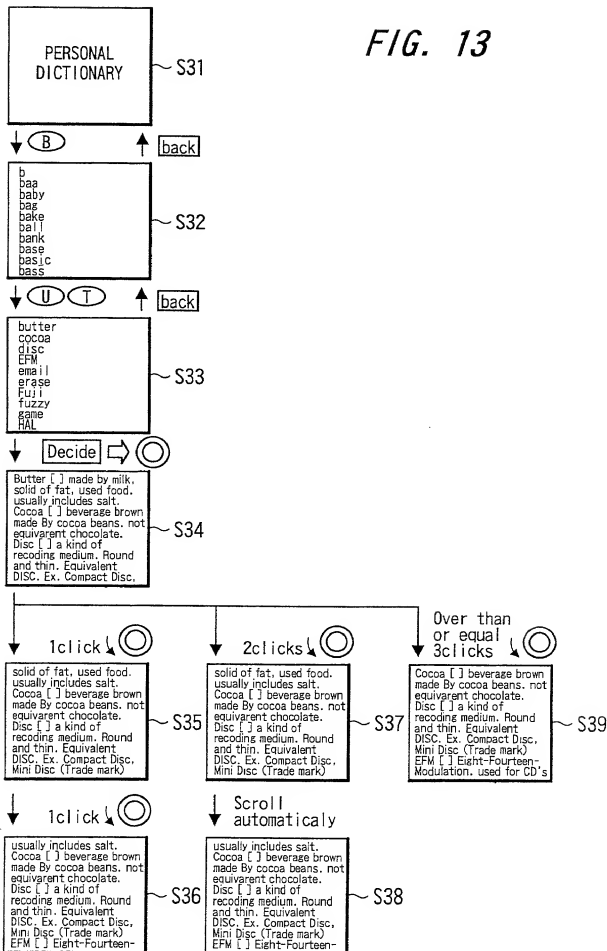 FIG. 13
PERSONAL
DICTIONARY
S31
B
back
b
baa
baby
bag
bake
ball
bank
base
basic
bass
S32
U T
back
butter
cocoa
disc
EFM
email
erase
Fuji
fuzzy
game
HAL
S33
Decide
Butter [ ] made by milk.
solid of fat, used food.
usually includes salt.
Cocoa [ ] beverage brown
made By cocoa beans. not
equivarent chocolate.
Disc [ ] a kind of
recoding medium. Round
and thin. Equivalent
DISC. Ex. Compact Disc,
S34
1click
solid of fat, used food.
usually includes salt.
Cocoa [ ] beverage brown
made By cocoa beans. not
equivarent chocolate.
Disc [ ] a kind of
recoding medium. Round
and thin. Equivalent
DISC. Ex. Compact Disc,
Mini Disc (Trade mark)
S35
2clicks
solid of fat, used food.
usually includes salt.
Cocoa [ ] beverage brown
made By cocoa beans. not
equivarent chocolate.
Disc [ ] a kind of
recoding medium. Round
and thin. Equivalent
DISC. Ex. Compact Disc,
Mini Disc (Trade mark)
S37
Over than
or equal
3clicks
Cocoa [ ] beverage brown
made By cocoa beans. not
equivarent chocolate.
Disc [ ] a kind of
recoding medium. Round
and thin. Equivalent
DISC. Ex. Compact Disc,
Mini Disc (Trade mark)
EFM [ ] Eight-Fourteen-
Modulation. used for CD's
S39
1click
usually includes salt.
Cocoa [ ] beverage brown
made By cocoa beans. not
equivarent chocolate.
Disc [ ] a kind of
recoding medium. Round
and thin. Equivalent
DISC. Ex. Compact Disc,
Mini Disc (Trade mark)
EFM [ ] Eight-Fourteen-
S36
Scroll
automaticaly
usually includes salt.
Cocoa [ ] beverage brown
made By cocoa beans. not
equivarent chocolate.
Disc [ ] a kind of
recoding medium. Round
and thin. Equivalent
DISC. Ex. Compact Disc,
Mini Disc (Trade mark)
EFM [ ] Eight-Fourteen-
S38